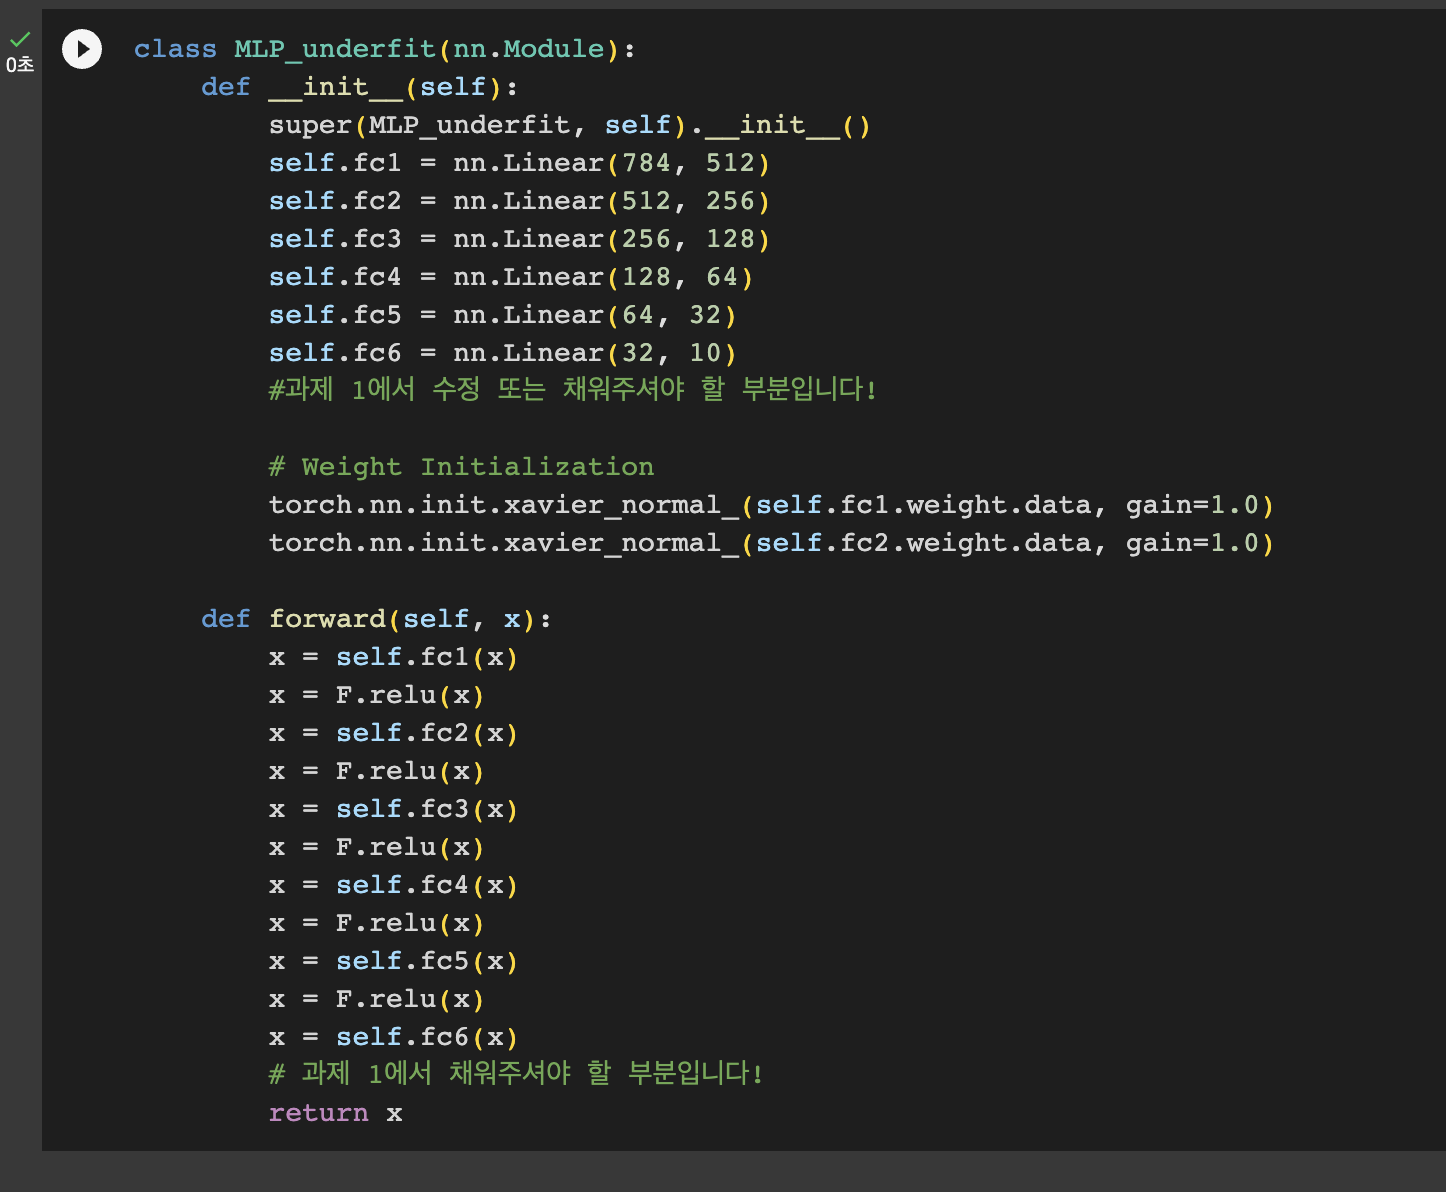 0초
class MLP_underfit(nn.Module):
    def __init__(self):
        super(MLP_underfit, self).__init__()
        self.fc1 = nn.Linear(784, 512)
        self.fc2 = nn.Linear(512, 256)
        self.fc3 = nn.Linear(256, 128)
        self.fc4 = nn.Linear(128, 64)
        self.fc5 = nn.Linear(64, 32)
        self.fc6 = nn.Linear(32, 10)
        #과제 1에서 수정 또는 채워주셔야 할 부분입니다!
        # Weight Initialization
        torch.nn.init.xavier_normal_(self.fc1.weight.data, gain=1.0)
        torch.nn.init.xavier_normal_(self.fc2.weight.data, gain=1.0)
    def forward(self, x):
        x = self.fc1(x)
        x = F.relu(x)
        x = self.fc2(x)
        x = F.relu(x)
        x = self.fc3(x)
        x = F.relu(x)
        x = self.fc4(x)
        x = F.relu(x)
        x = self.fc5(x)
        x = F.relu(x)
        x = self.fc6(x)
        # 과제 1에서 채워주셔야 할 부분입니다!
        return x